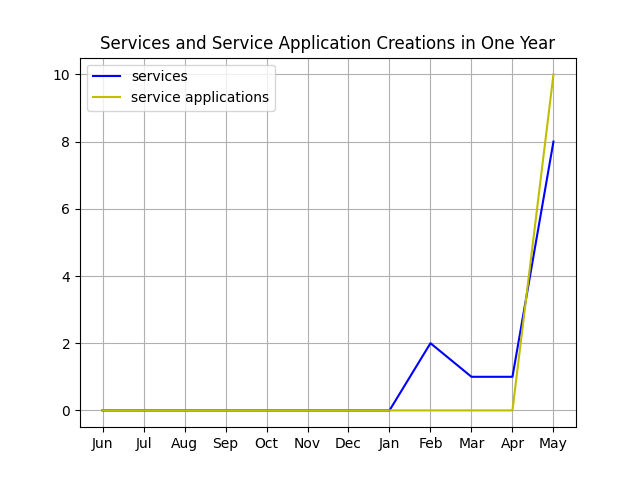 Services and Service Application Creations in One Year
services
service applications
10
8
6
4
2
0
Jun Jul Aug Sep Oct Nov Dec Jan Feb Mar Apr May